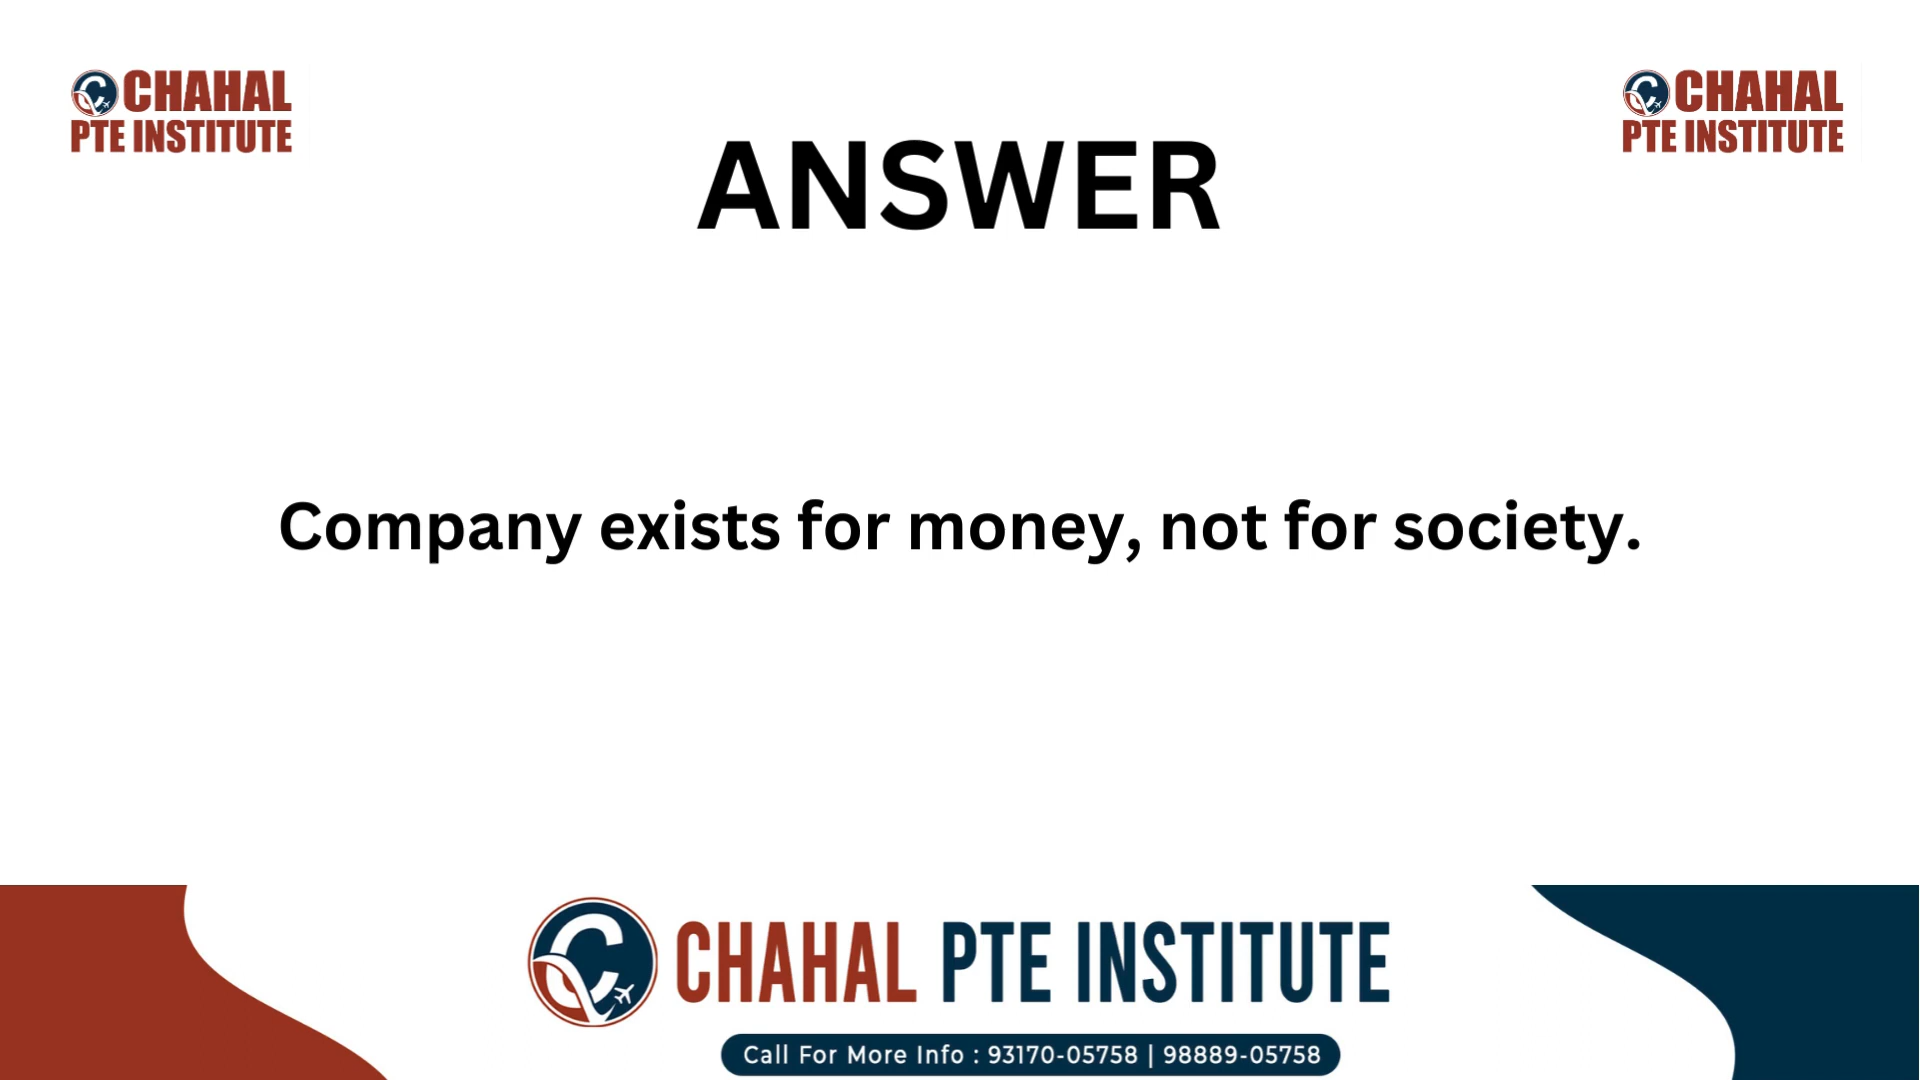 CHAHAL
PTE INSTITUTE
CHAHAL
PTE INSTITUTE
ANSWER
Company exists for money, not for society.
CHAHAL PTE INSTITUTE
Call For More Info : 93170-05758 | 98889-05758